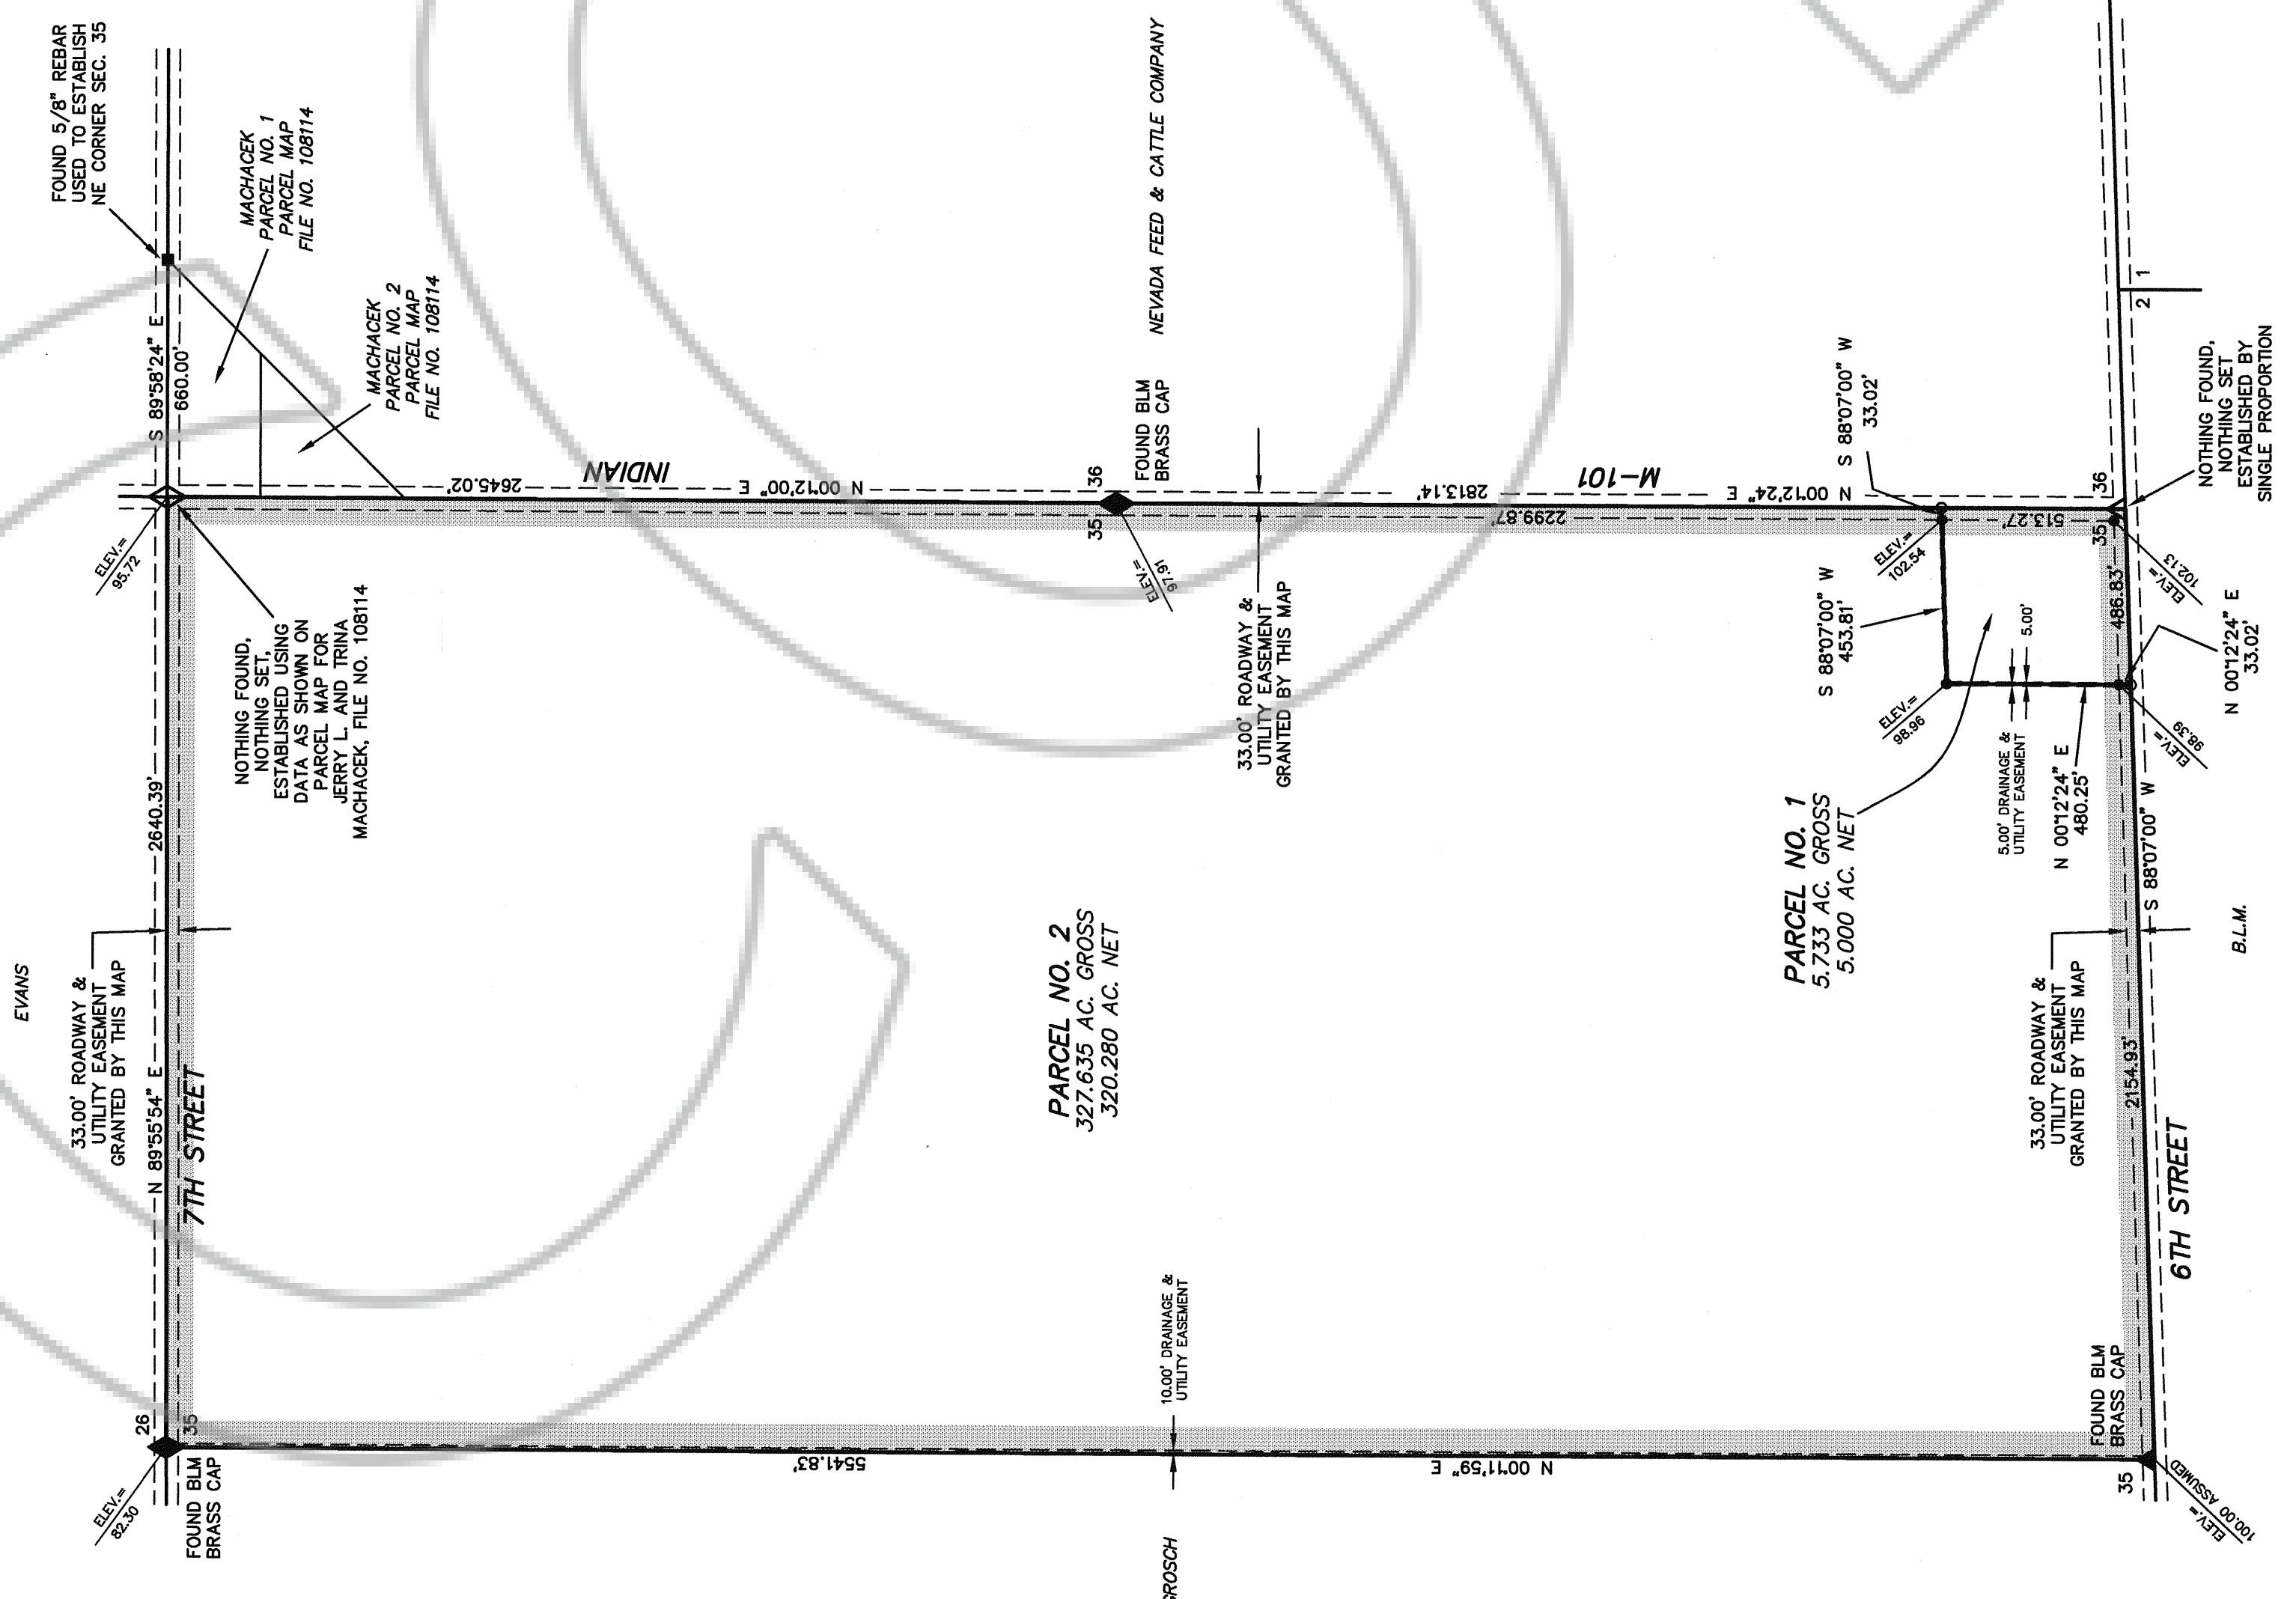 FOUND 5/8" REBAR
USED TO ESTABLISH
NE CORNER SEC. 35
MACHACEK
PARCEL NO. 1
PARCEL MAP
FILE NO. 108114
MACHACEK
PARCEL NO. 2
PARCEL MAP
FILE NO. 108114
S 89°58'24" E
660.00'
ELEV.=
95.72
NOTHING FOUND,
NOTHING SET,
ESTABLISHED USING
DATA AS SHOWN ON
PARCEL MAP FOR
JERRY L. AND TRINA
MACHACEK, FILE NO. 108114
2640.39'
N 89°55'54" E
7TH STREET
EVANS
33.00' ROADWAY &
UTILITY EASEMENT
GRANTED BY THIS MAP
26
35
ELEV.=
82.30
FOUND BLM
BRASS CAP
2645.02'
INDIAN
N 00°12'00" E
36
35
FOUND BLM
BRASS CAP
NEVADA FEED & CATTLE COMPANY
ELEV.=
97.91
33.00' ROADWAY &
UTILITY EASEMENT
GRANTED BY THIS MAP
2813.14'
2299.87'
M-101
N 00°12'24" E
S 88°07'00" W
33.02'
513.27'
36
35
2 1
NOTHING FOUND,
NOTHING SET
ESTABLISHED BY
SINGLE PROPORTION
ELEV.=
102.54
ELEV.=
102.13
S 88°07'00" W
453.81'
486.83'
5.00'
N 00°12'24" E
33.02'
ELEV.=
98.96
ELEV.=
98.39
5.00' DRAINAGE &
UTILITY EASEMENT
N 00°12'24" E
480.25'
PARCEL NO. 1
5.733 AC. GROSS
5.000 AC. NET
PARCEL NO. 2
327.635 AC. GROSS
320.280 AC. NET
S 88°07'00" W
B.L.M.
33.00' ROADWAY &
UTILITY EASEMENT
GRANTED BY THIS MAP
2154.93'
6TH STREET
10.00' DRAINAGE &
UTILITY EASEMENT
5541.83'
N 00°11'59" E
FOUND BLM
BRASS CAP
35
ELEV.=
100.00 ASSUMED
GROSCH